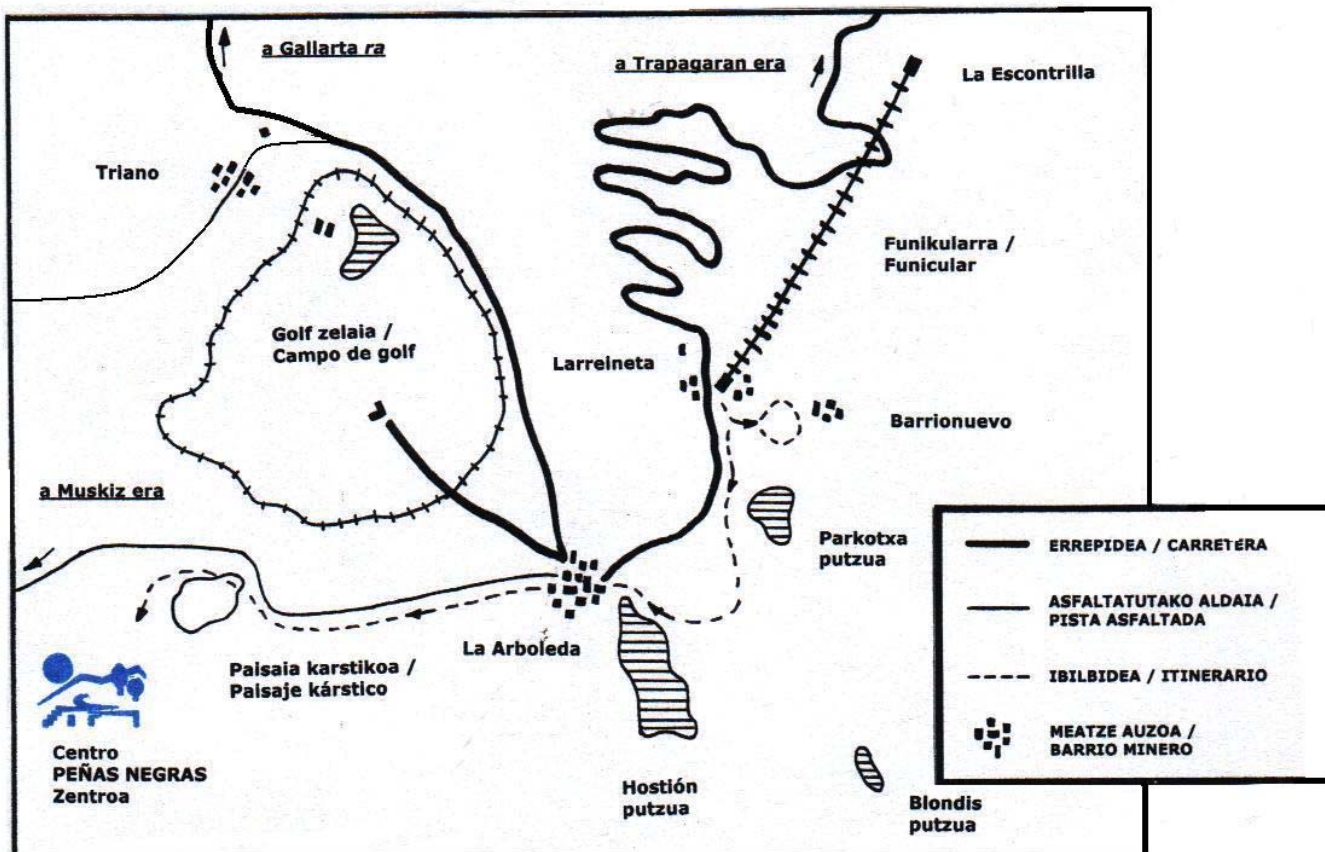 a Gallarta ra
a Trapagaran era
La Escontrilla
Triano
Funikularra /
Funicular
Golf zelaia /
Campo de golf
Larreineta
Barrionuevo
a Muskiz era
Parkotxa
putzua
La Arboleda
Paisaia karstikoa /
Paisaje kárstico
Centro
PEÑAS NEGRAS
Zentroa
Hostión
putzua
Blondis
putzua
ERREPIDEA / CARRETERA
ASFALTATUTAKO ALDAIA /
PISTA ASFALTADA
IBILBIDEA / ITINERARIO
MEATZE AUZOA /
BARRIO MINERO